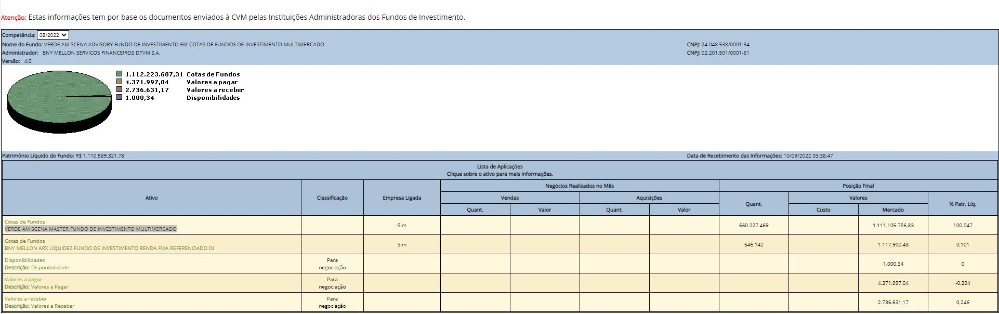 Atenção: Estas informações tem por base os documentos enviados à CVM pelas Instituições Administradoras dos Fundos de Investimento.
Competência: 08/2022
Nome do Fundo: VERDE AM SCENA ADVISORY FUNDO DE INVESTIMENTO EM COTAS DE FUNDOS DE INVESTIMENTO MULTIMERCADO CNPJ: 24.048.538/0001-34
Administrador: BNY MELLON SERVICOS FINANCEIROS DTVM S.A. CNPJ: 02.201.501/0001-61
Versão: 4.0
1.112.223.687,31 Cotas de Fundos
4.371.997,04 Valores a pagar
2.736.631,17 Valores a receber
1.000,34 Disponibilidades
Patrimônio Líquido do Fundo: R$ 1.110.589.321,78 Data de Recebimento das Informações: 10/09/2022 03:38:47
Lista de Aplicações
Clique sobre o ativo para mais informações.
Ativo Classificação Empresa Ligada Negócios Realizados no Mês Posição Final
Vendas Aquisições Quant. Valores % Patr. Líq.
Quant. Valor Quant. Valor Custo Mercado
Cotas de Fundos
VERDE AM SCENA MASTER FUNDO DE INVESTIMENTO MULTIMERCADO Sim 660.227.469 1.111.105.786,83 100,047
Cotas de Fundos
BNY MELLON ARX LIQUIDEZ FUNDO DE INVESTIMENTO RENDA FIXA REFERENCIADO DI Sim 546.142 1.117.900,48 0,101
Disponibilidades
Descrição: Disponibilidade Para negociação 1.000,34 0
Valores a pagar
Descrição: Valores a Pagar Para negociação 4.371.997,04 -0,394
Valores a receber
Descrição: Valores a Receber Para negociação 2.736.631,17 0,246